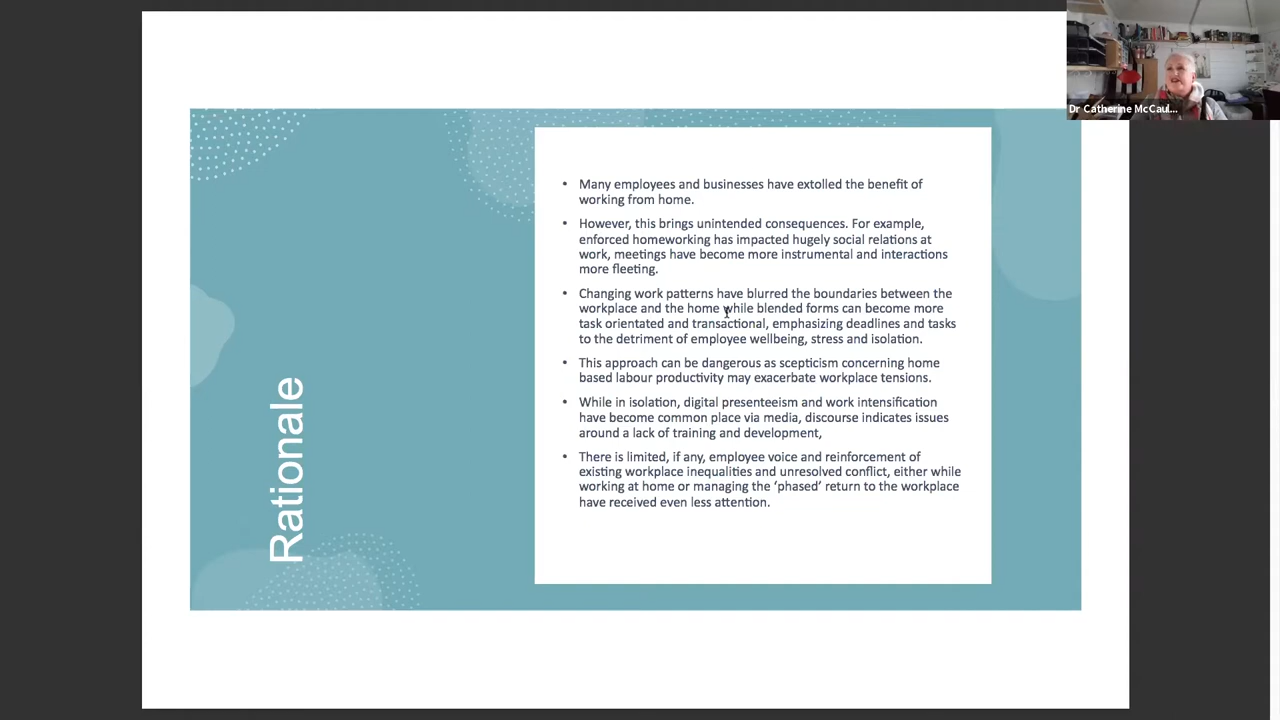 Dr Catherine McCaul...
Rationale
• Many employees and businesses have extolled the benefit of
working from home.
• However, this brings unintended consequences. For example,
enforced homeworking has impacted hugely social relations at
work, meetings have become more instrumental and interactions
more fleeting.
• Changing work patterns have blurred the boundaries between the
workplace and the home while blended forms can become more
task orientated and transactional, emphasizing deadlines and tasks
to the detriment of employee wellbeing, stress and isolation.
• This approach can be dangerous as scepticism concerning home
based labour productivity may exacerbate workplace tensions.
• While in isolation, digital presenteeism and work intensification
have become common place via media, discourse indicates issues
around a lack of training and development,
• There is limited, if any, employee voice and reinforcement of
existing workplace inequalities and unresolved conflict, either while
working at home or managing the ‘phased’ return to the workplace
have received even less attention.